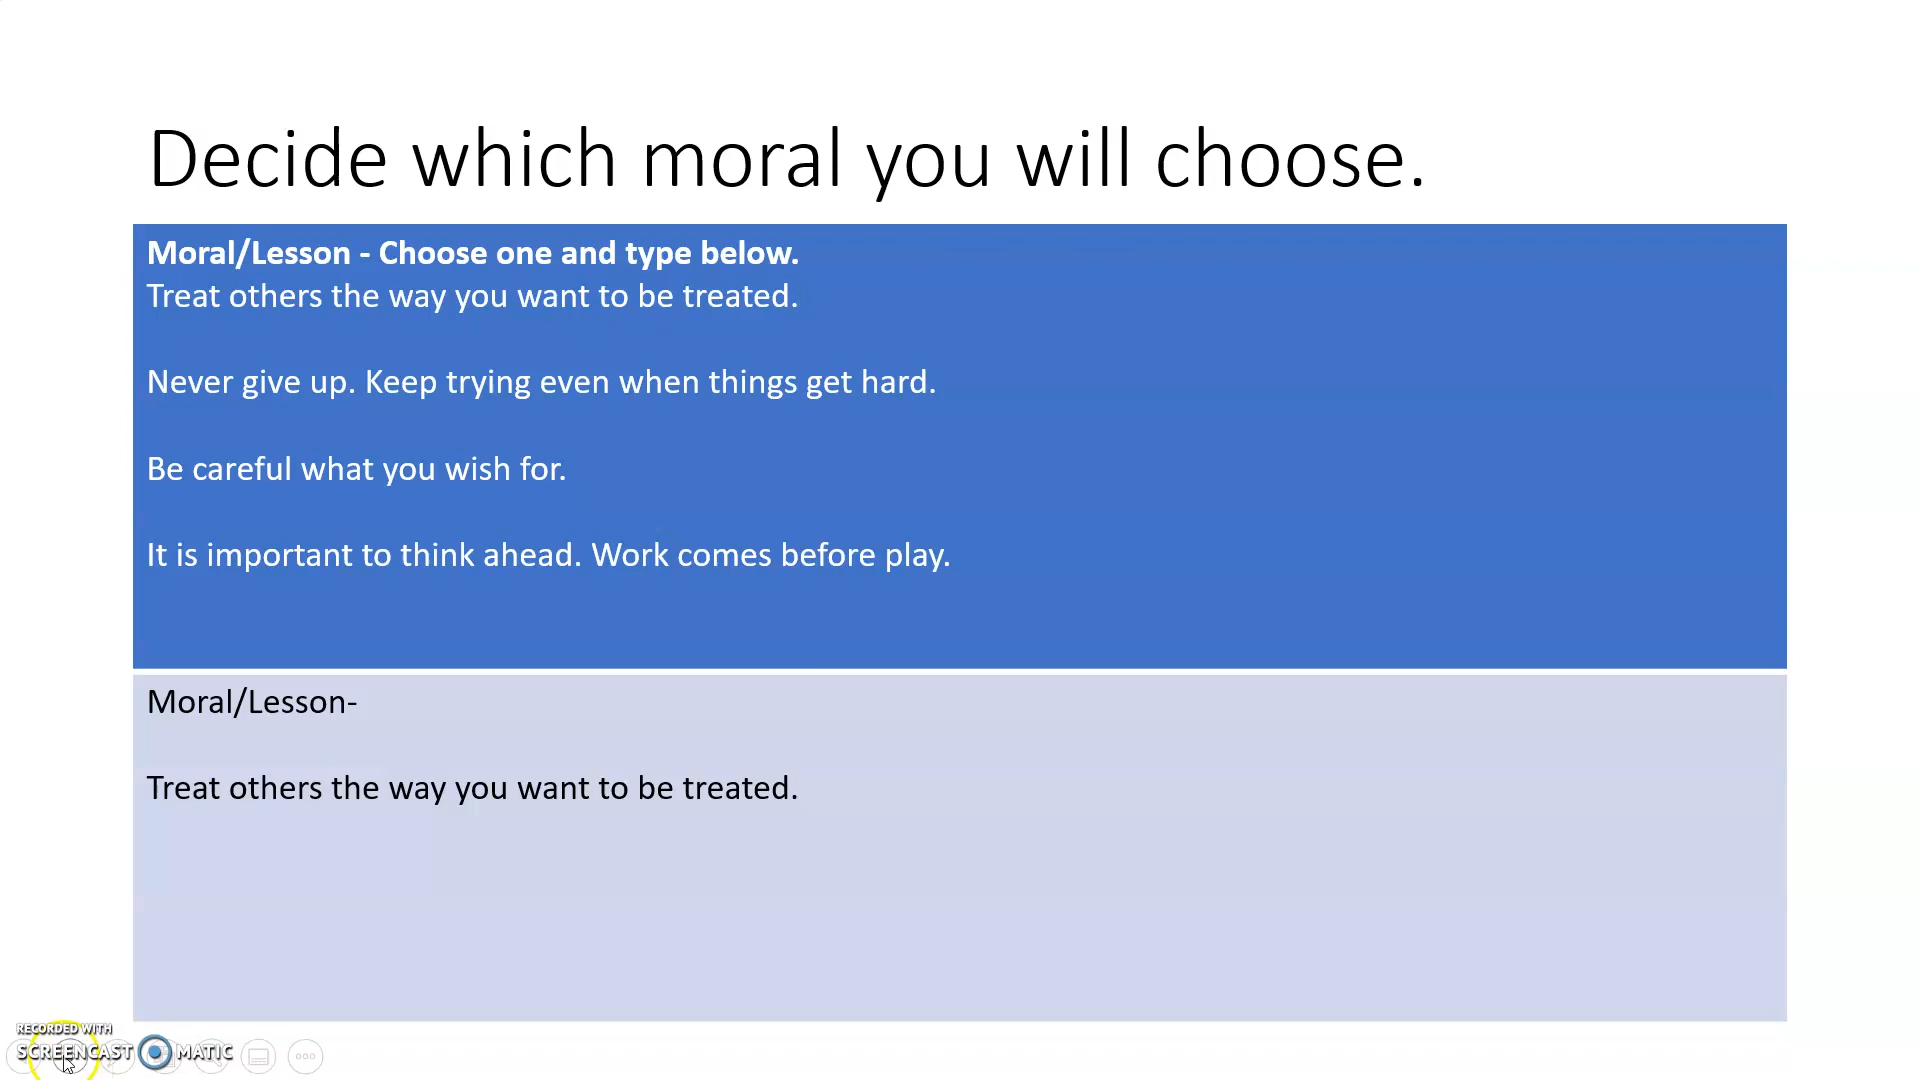 Decide which moral you will choose.
Moral/Lesson - Choose one and type below.
Treat others the way you want to be treated.
Never give up. Keep trying even when things get hard.
Be careful what you wish for.
It is important to think ahead. Work comes before play.
Moral/Lesson-
Treat others the way you want to be treated.
RECORDED WITH
SCREENCAST MATIC